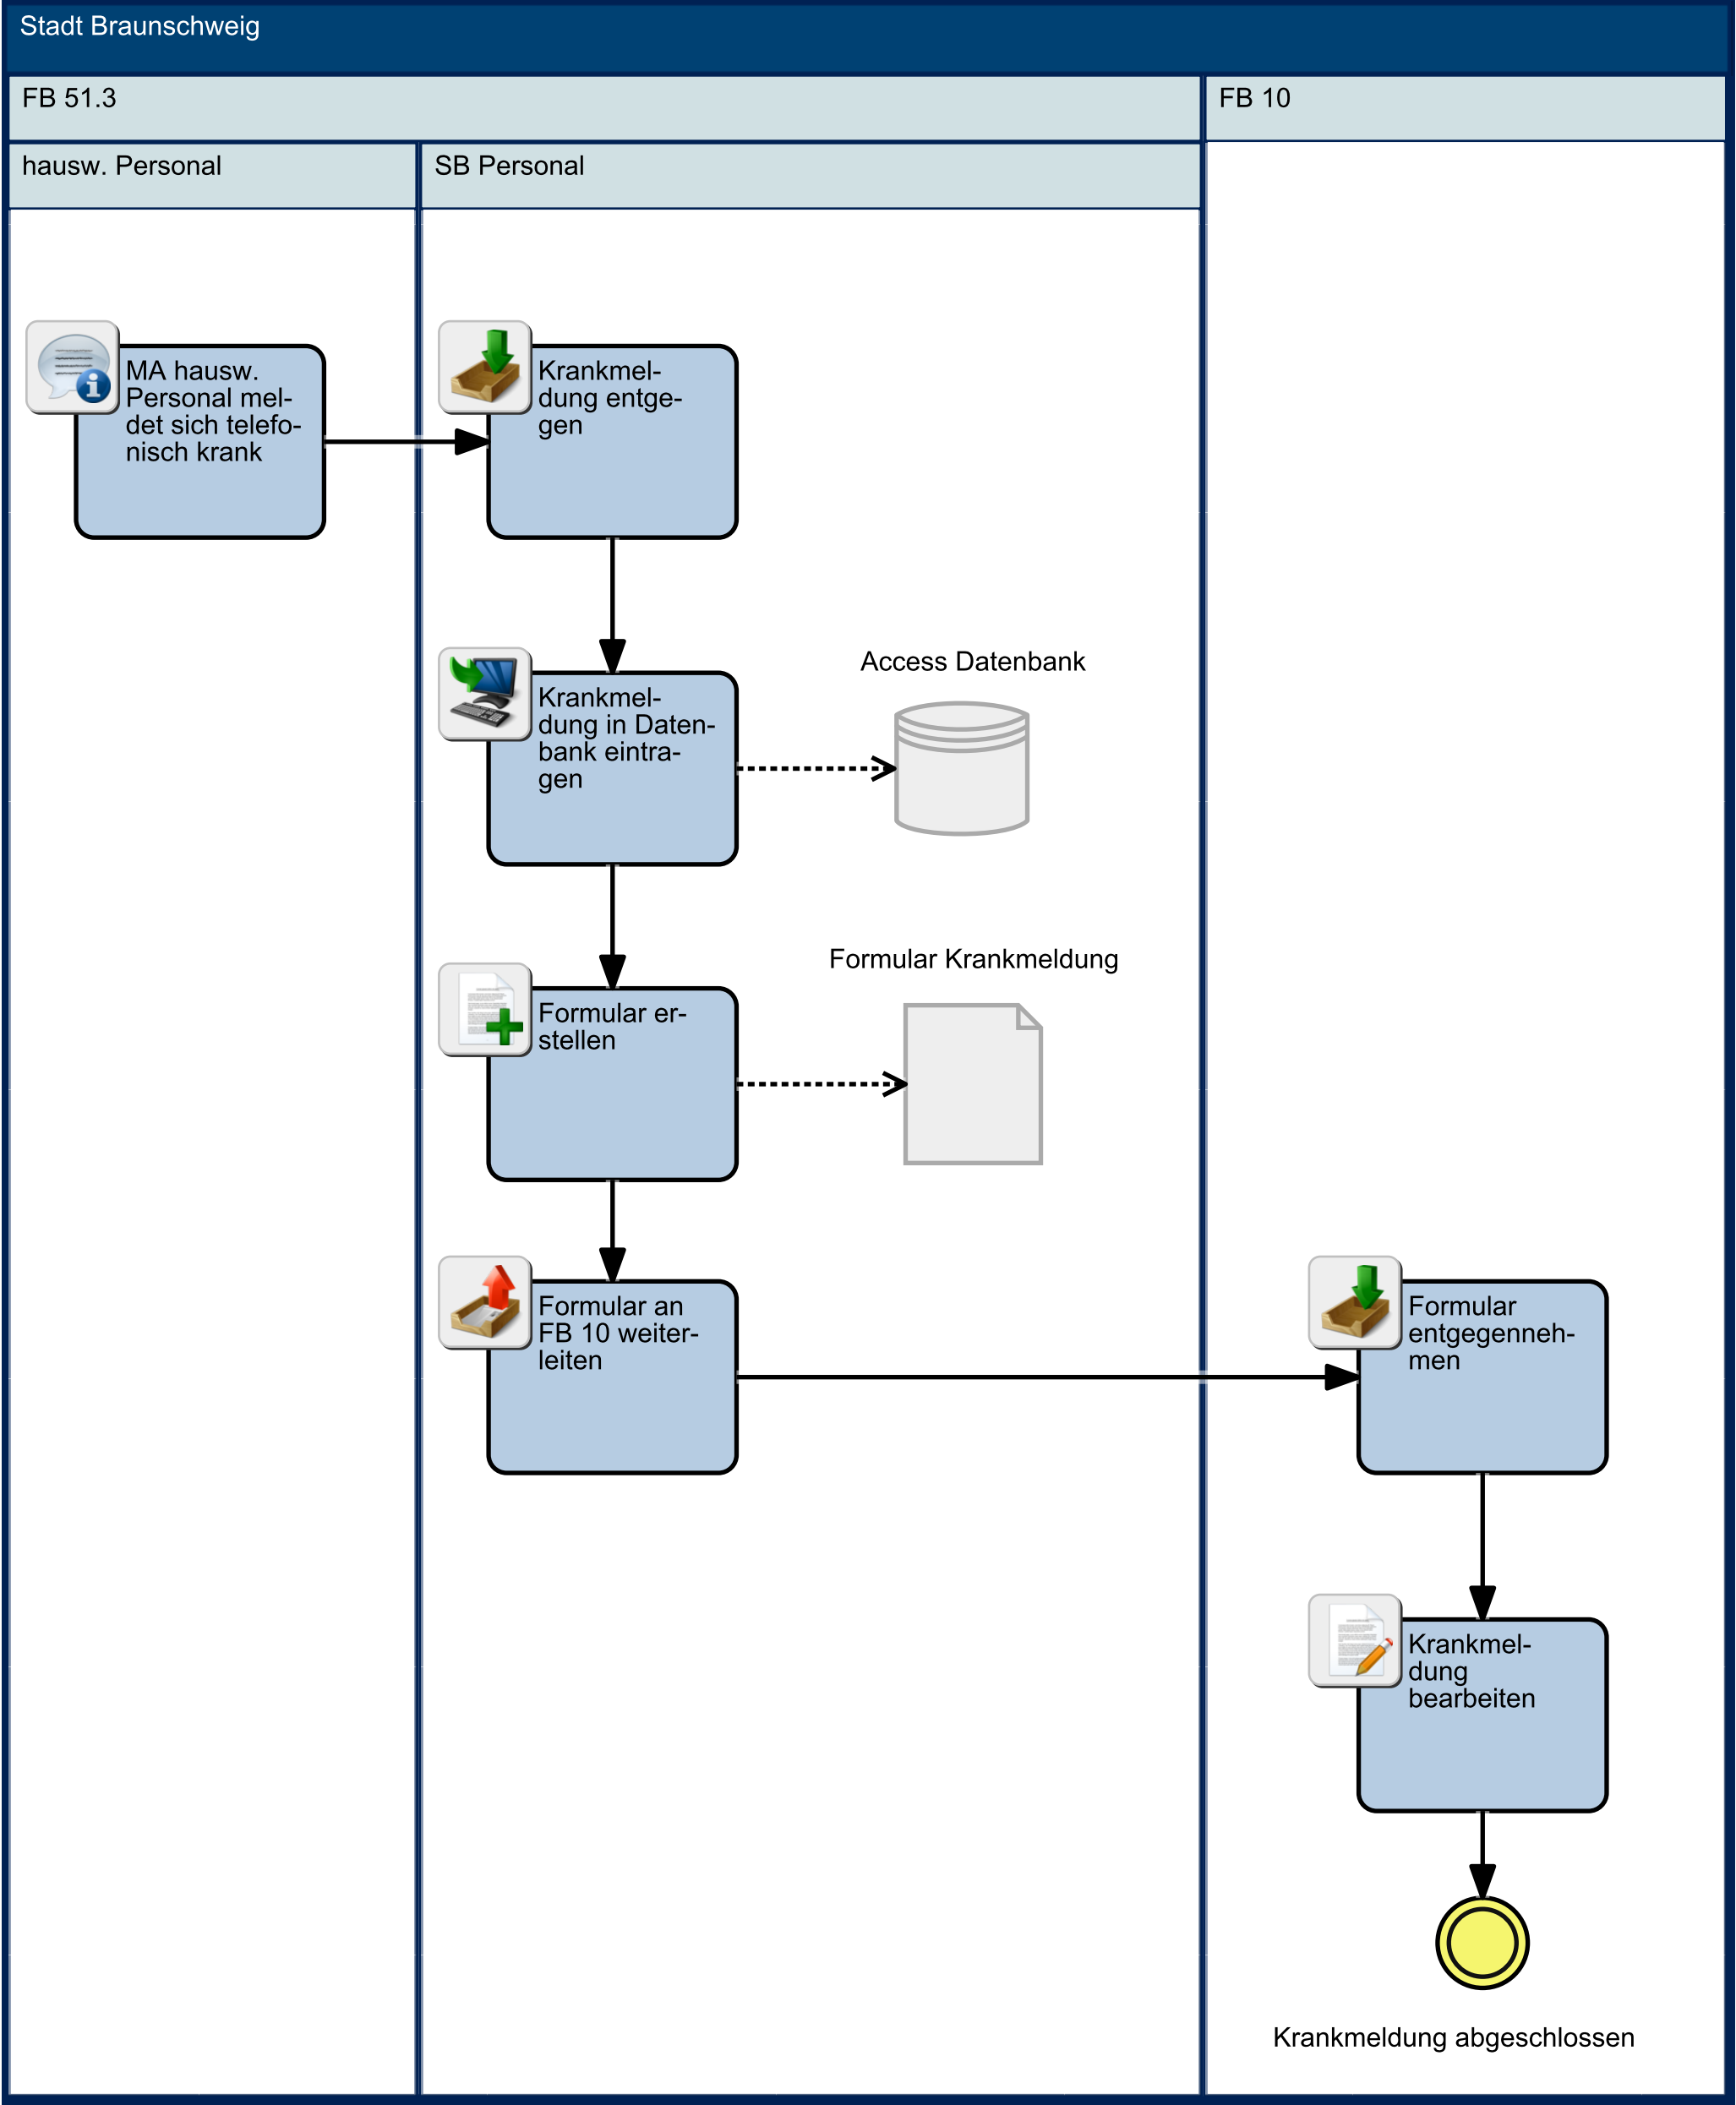 Stadt Braunschweig
FB 51.3
FB 10
hausw. Personal
SB Personal
MA hausw.
Personal mel-
det sich telefo-
nisch krank
Krankmel-
dung entge-
gen
Krankmel-
dung in Daten-
bank eintra-
gen
Access Datenbank
Formular er-
stellen
Formular Krankmeldung
Formular an
FB 10 weiter-
leiten
Formular
entgegenneh-
men
Krankmel-
dung
bearbeiten
Krankmeldung abgeschlossen